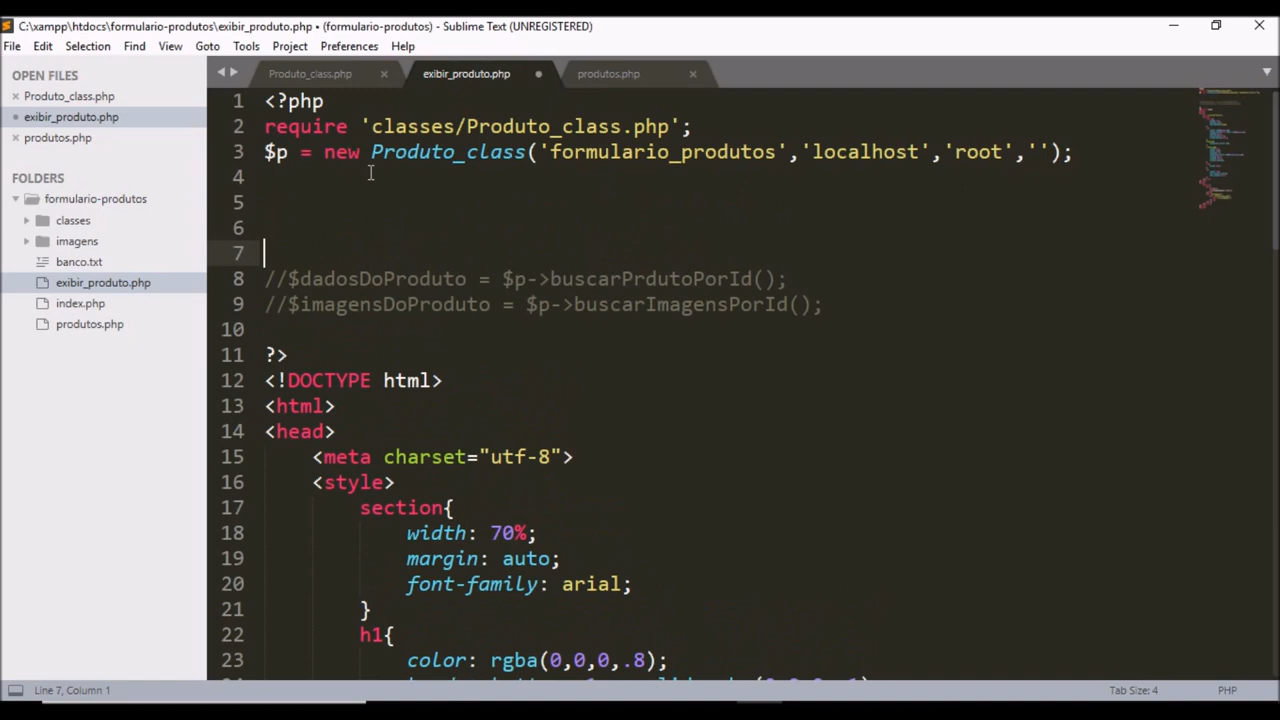 C:\xampp\htdocs\formulario-produtos\exibir_produto.php • (formulario-produtos) - Sublime Text (UNREGISTERED)
File Edit Selection Find View Goto Tools Project Preferences Help
OPEN FILES
Produto_class.php
exibir_produto.php
produtos.php
FOLDERS
formulario-produtos
classes
imagens
banco.txt
exibir_produto.php
index.php
produtos.php
Produto_class.php exibir_produto.php produtos.php
1 <?php
2 require 'classes/Produto_class.php';
3 $p = new Produto_class('formulario_produtos','localhost','root','');
4
5
6
7
8 //$dadosDoProduto = $p->buscarPrdutoPorId();
9 //$imagensDoProduto = $p->buscarImagensPorId();
10
11 ?>
12 <!DOCTYPE html>
13 <html>
14 <head>
15 <meta charset="utf-8">
16 <style>
17 section{
18 width: 70%;
19 margin: auto;
20 font-family: arial;
21 }
22 h1{
23 color: rgba(0,0,0,.8);
Line 7, Column 1 Tab Size: 4 PHP